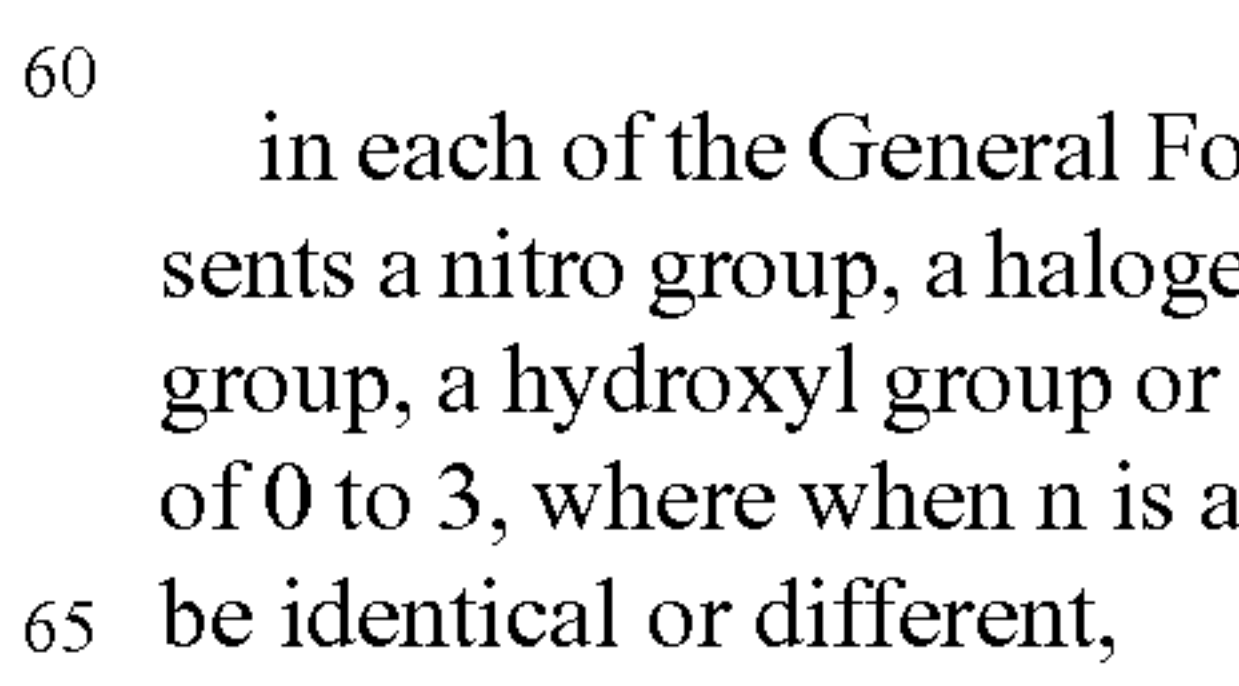 60
in each of the General Fo
sents a nitro group, a haloge
group, a hydroxyl group or
of 0 to 3, where when n is a
65 be identical or different,